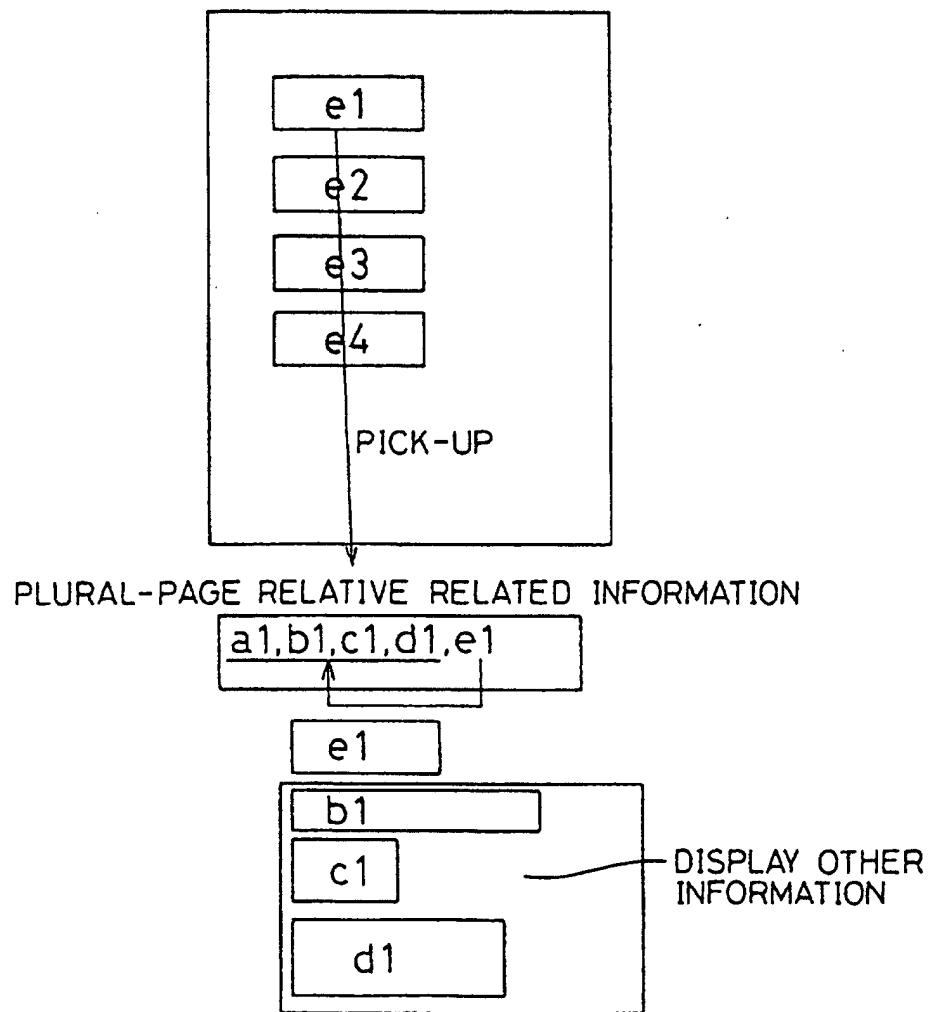 e1
e2
e3
e4
PICK-UP
PLURAL-PAGE RELATIVE RELATED INFORMATION
a1,b1,c1,d1,e1
e1
b1
c1
DISPLAY OTHER
INFORMATION
d1